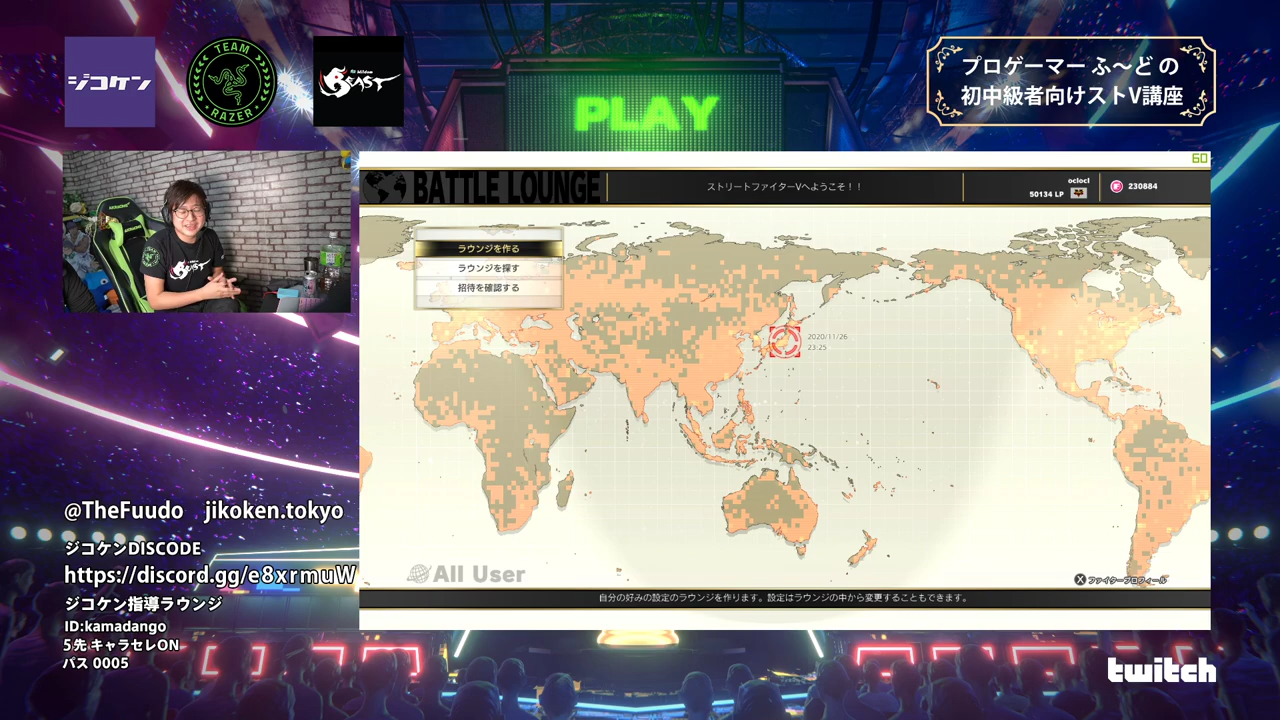 ジコケン
TEAM
RAZER
BEAST
PLAY
プロゲーマー ふ〜ど の
初中級者向けストV講座
60
BATTLE LOUNGE
ストリートファイターVへようこそ！！
oclocl
50134 LP
230884
ラウンジを作る
ラウンジを探す
招待を確認する
2020/11/26
23:25
@TheFuudo jikoken.tokyo
ジコケンDISCODE
https://discord.gg/e8xrmuW
ジコケン指導ラウンジ
ID:kamadango
5先 キャラセレON
パス 0005
All User
X ファイタープロフィール
自分の好みの設定のラウンジを作ります。設定はラウンジの中から変更することもできます。
twitch